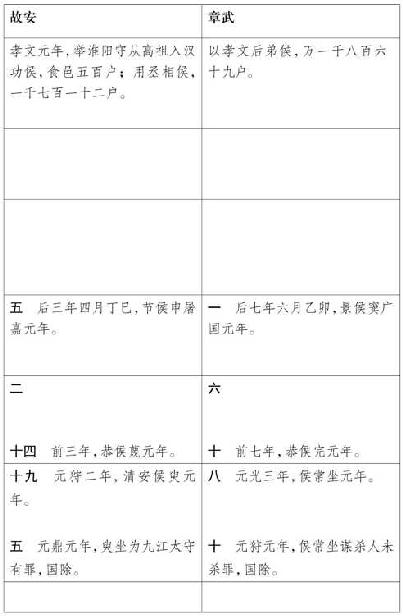 故安
章武
孝文元年，举淮阳守从高祖入汉
功侯，食邑五百户；用丞相侯，
一千七百一十二户。
以孝文后弟侯，万一千八百六
十九户。
五　后三年四月丁巳，节侯申屠
嘉元年。
一　后七年六月乙卯，景侯窦广
国元年。
二
十四　前三年，恭侯蔑元年。
六
十　前七年，恭侯完元年。
十九　元狩二年，清安侯臾元
年。
五　元鼎元年，臾坐为九江太守
有罪，国除。
八　元光三年，侯常坐元年。
十　元狩元年，侯常坐谋杀人未
杀罪，国除。